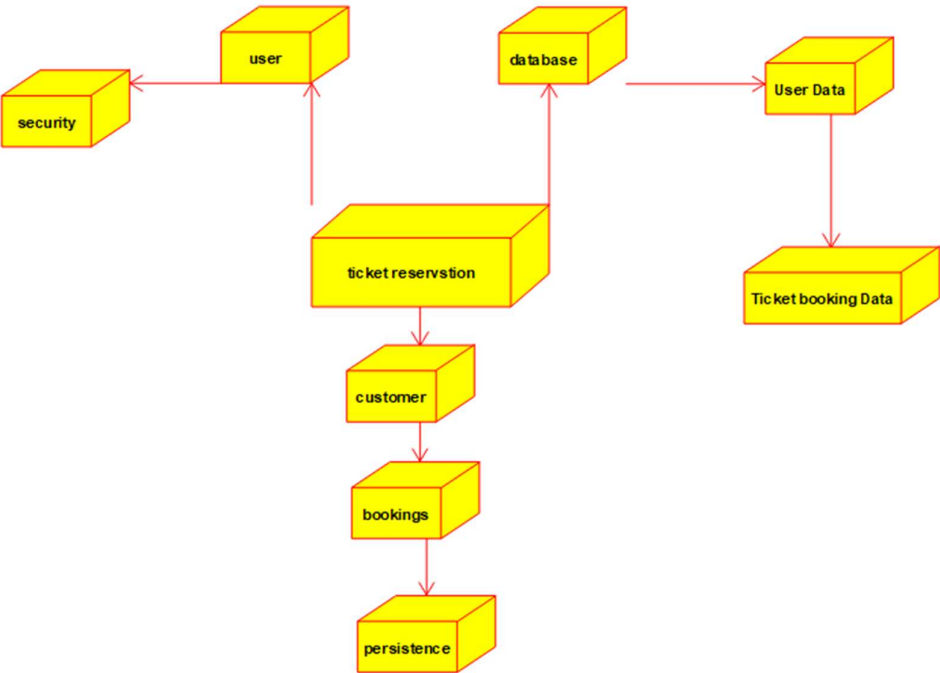 user
database
User Data
security
ticket reservstion
Ticket booking Data
customer
bookings
persistence